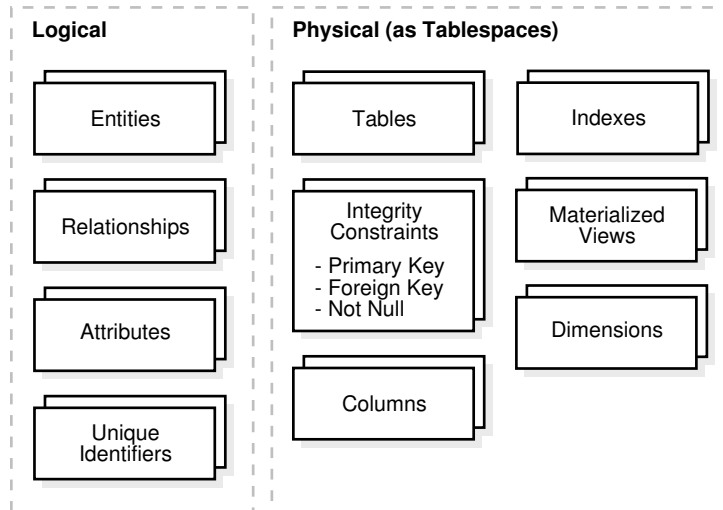 Logical
Entities
Relationships
Attributes
Unique
Identifiers
Physical (as Tablespaces)
Tables
Integrity
Constraints
- Primary Key
- Foreign Key
- Not Null
Columns
Indexes
Materialized
Views
Dimensions